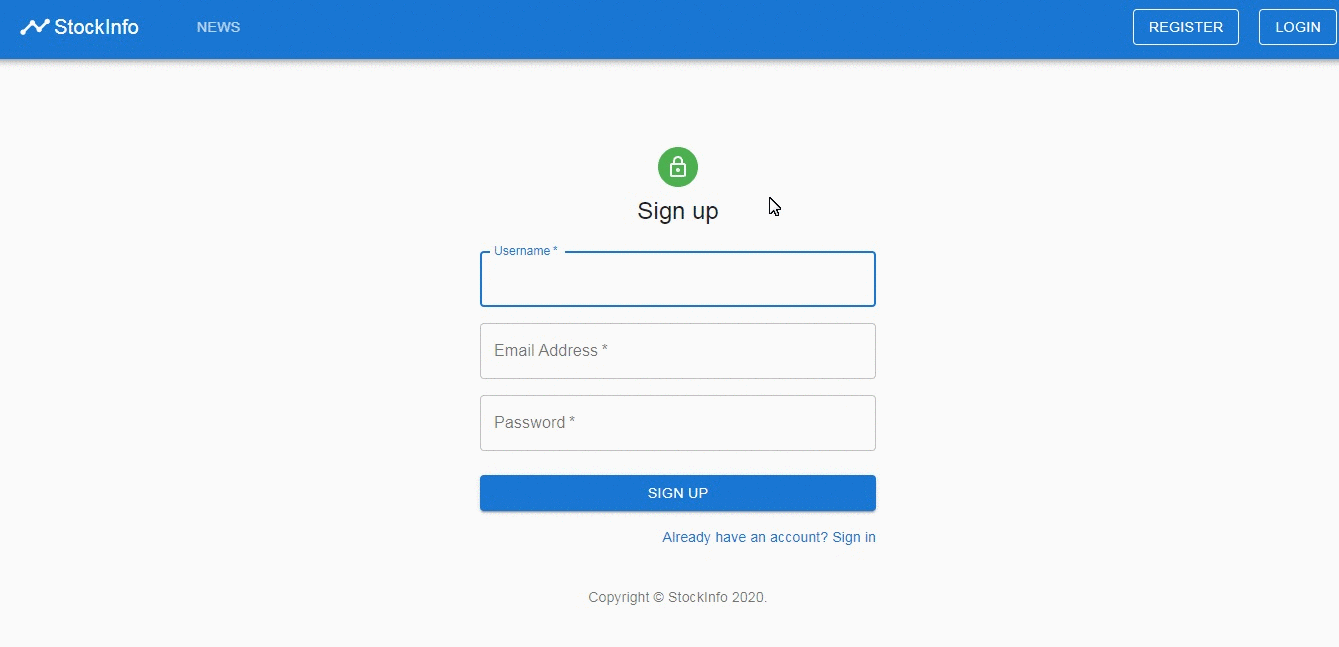 StockInfo NEWS REGISTER LOGIN
Sign up
Username *
Email Address *
Password *
SIGN UP
Already have an account? Sign in
Copyright © StockInfo 2020.